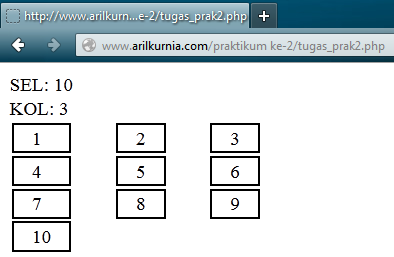 http://www.arilkurn...e-2/tugas_prak2.php
www.arilkurnia.com/praktikum ke-2/tugas_prak2.php
SEL: 10
KOL: 3
1 2 3
4 5 6
7 8 9
10